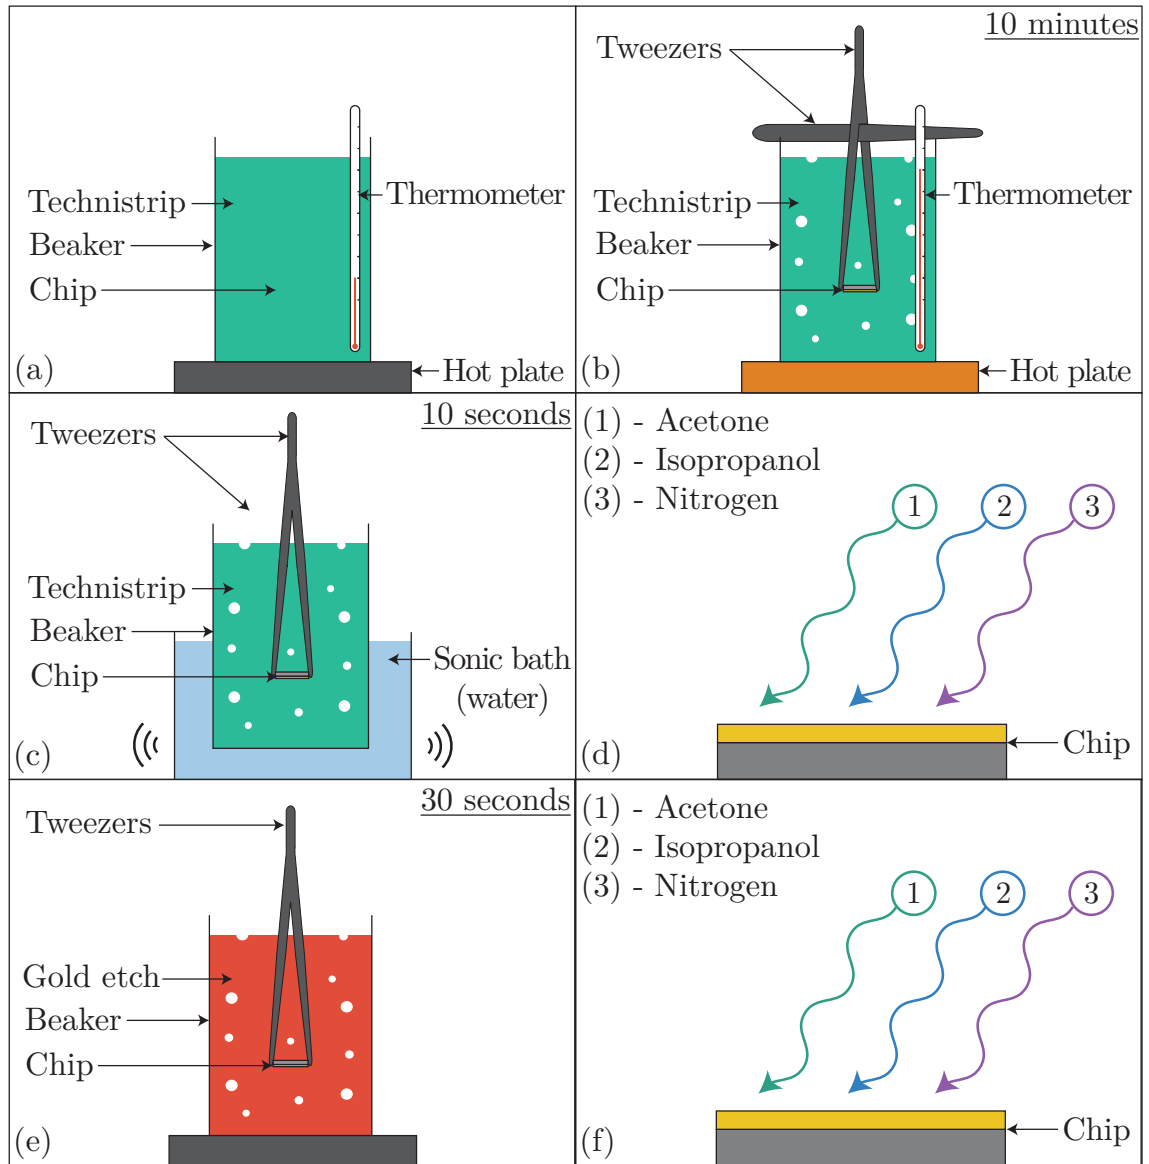 Technistrip
Beaker
Chip
Thermometer
Hot plate
(a)
10 minutes
Tweezers
Technistrip
Beaker
Chip
Thermometer
Hot plate
(b)
10 seconds
Tweezers
Technistrip
Beaker
Chip
Sonic bath
(water)
(c)
(1) - Acetone
(2) - Isopropanol
(3) - Nitrogen
1 2 3
Chip
(d)
30 seconds
Tweezers
Gold etch
Beaker
Chip
(e)
(1) - Acetone
(2) - Isopropanol
(3) - Nitrogen
1 2 3
Chip
(f)